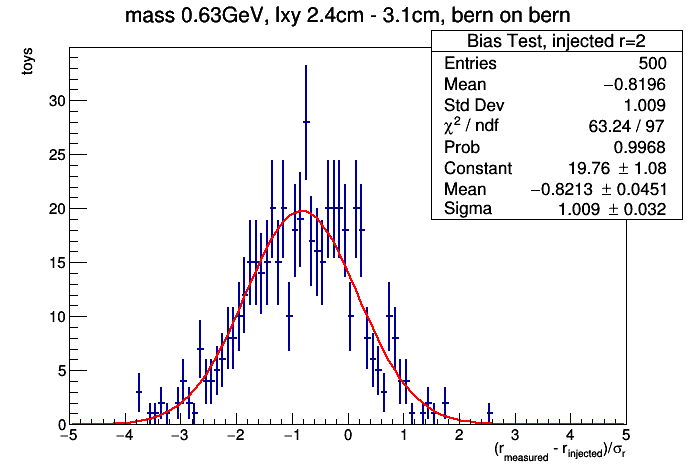 mass 0.63GeV, lxy 2.4cm - 3.1cm, bern on bern
Bias Test, injected r=2
Entries 500
Mean −0.8196
Std Dev 1.009
χ² / ndf 63.24 / 97
Prob 0.9968
Constant 19.76 ± 1.08
Mean −0.8213 ± 0.0451
Sigma 1.009 ± 0.032
toys
30
25
20
15
10
5
0
−5 −4 −3 −2 −1 0 1 2 3 4 5
(r_measured - r_injected)/σ_r